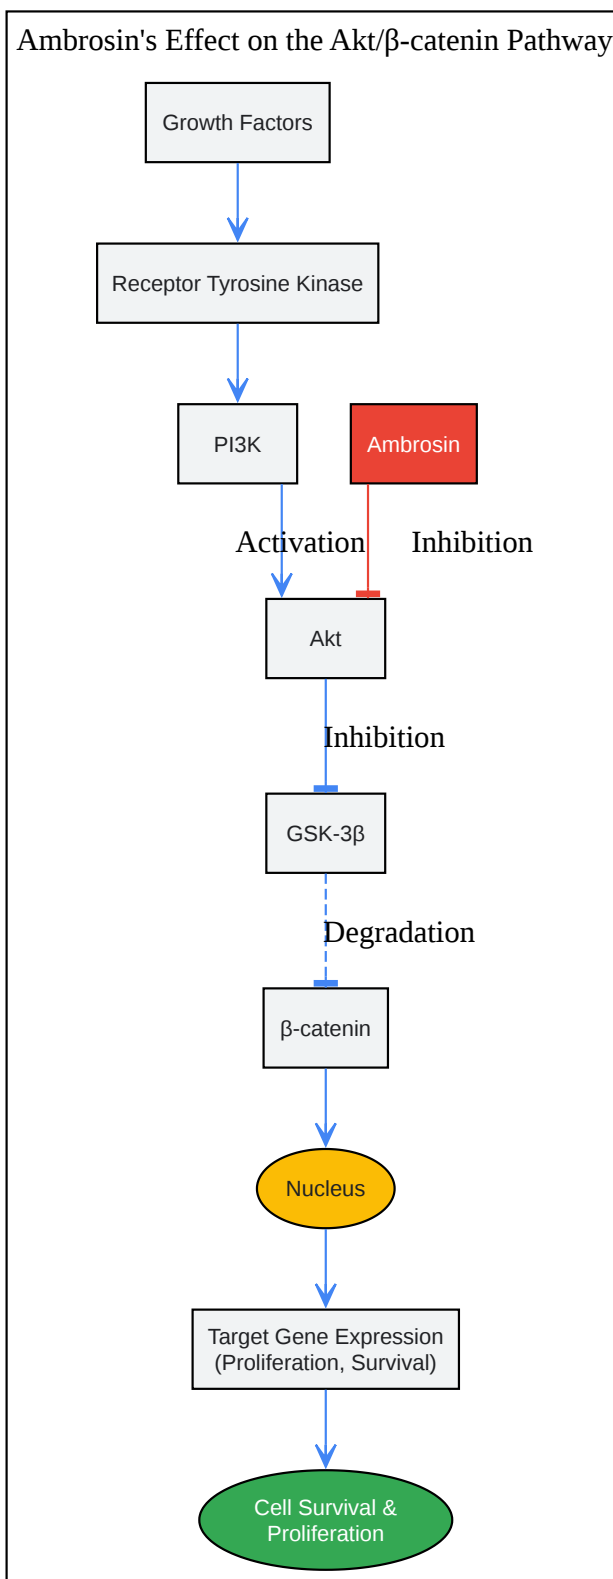 Ambrosin's Effect on the Akt/β-catenin Pathway
Growth Factors
Receptor Tyrosine Kinase
PI3K
Ambrosin
Activation
Inhibition
Akt
Inhibition
GSK-3β
Degradation
β-catenin
Nucleus
Target Gene Expression
(Proliferation, Survival)
Cell Survival &
Proliferation